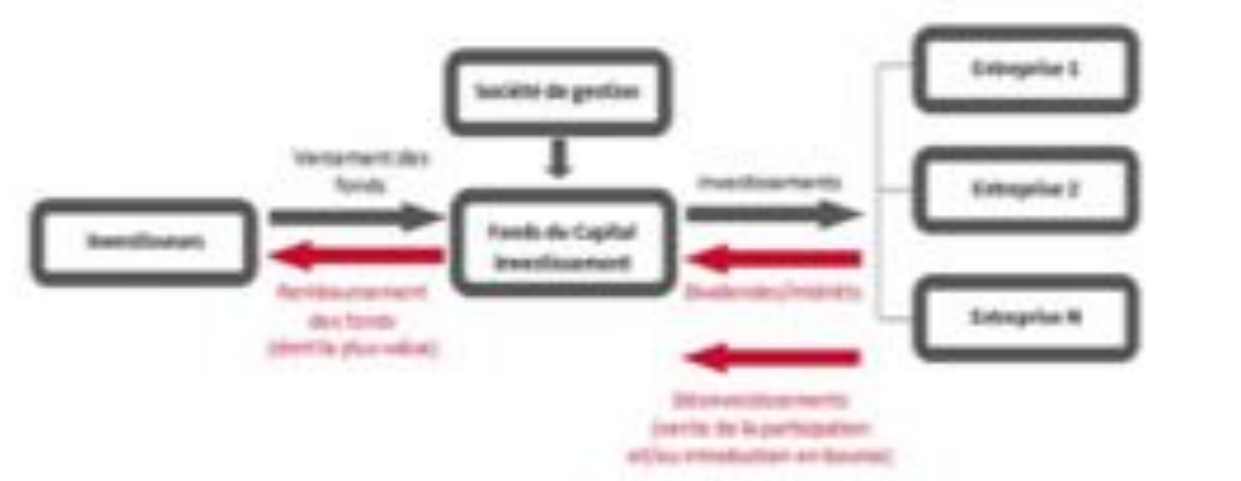 Entreprise 1
Société de gestion
Versement des
fonds
Investissements
Entreprise 2
Investisseurs
Fonds de Capital
Investissement
Remboursement
des fonds
(dont la plus-value)
Dividendes/intérêts
Entreprise N
Désinvestissements
(vente de la participation
et/ou introduction en bourse)